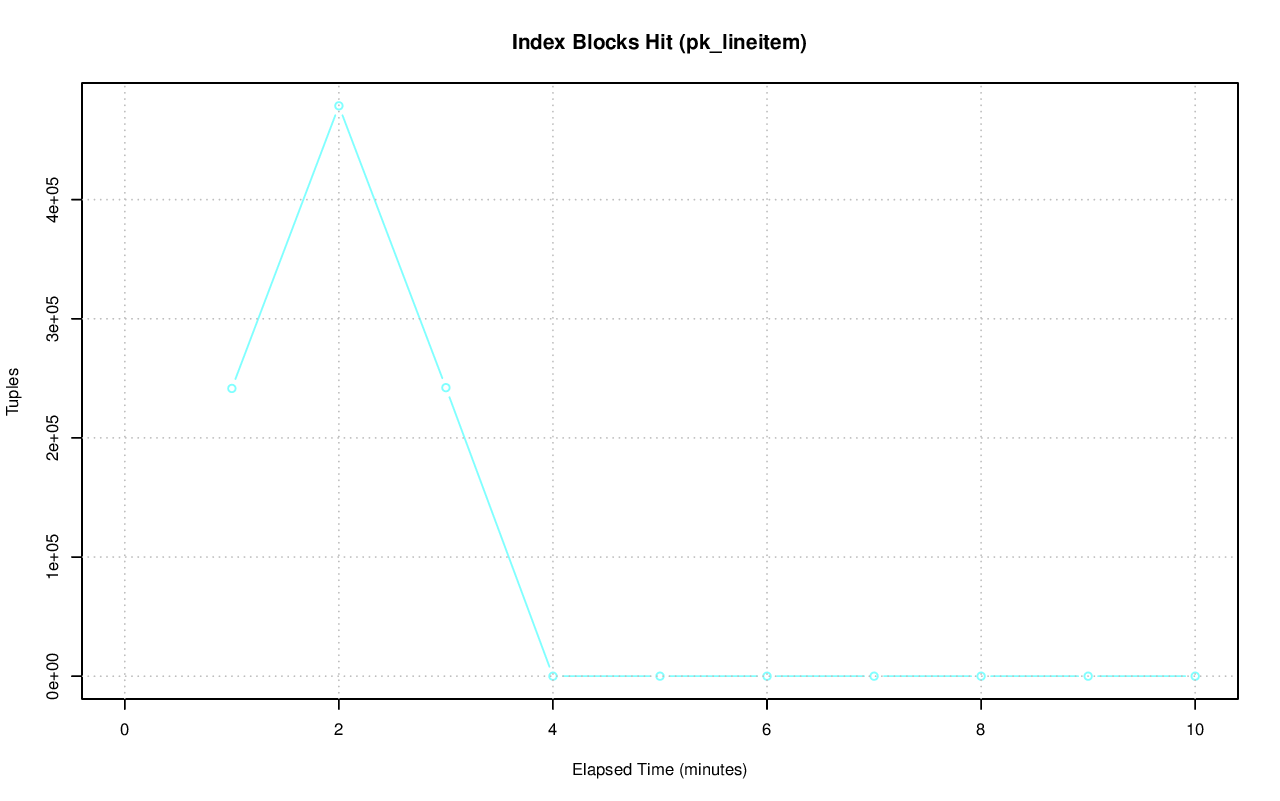 Index Blocks Hit (pk_lineitem)
Tuples
4e+05
3e+05
2e+05
1e+05
0e+00
0 2 4 6 8 10
Elapsed Time (minutes)